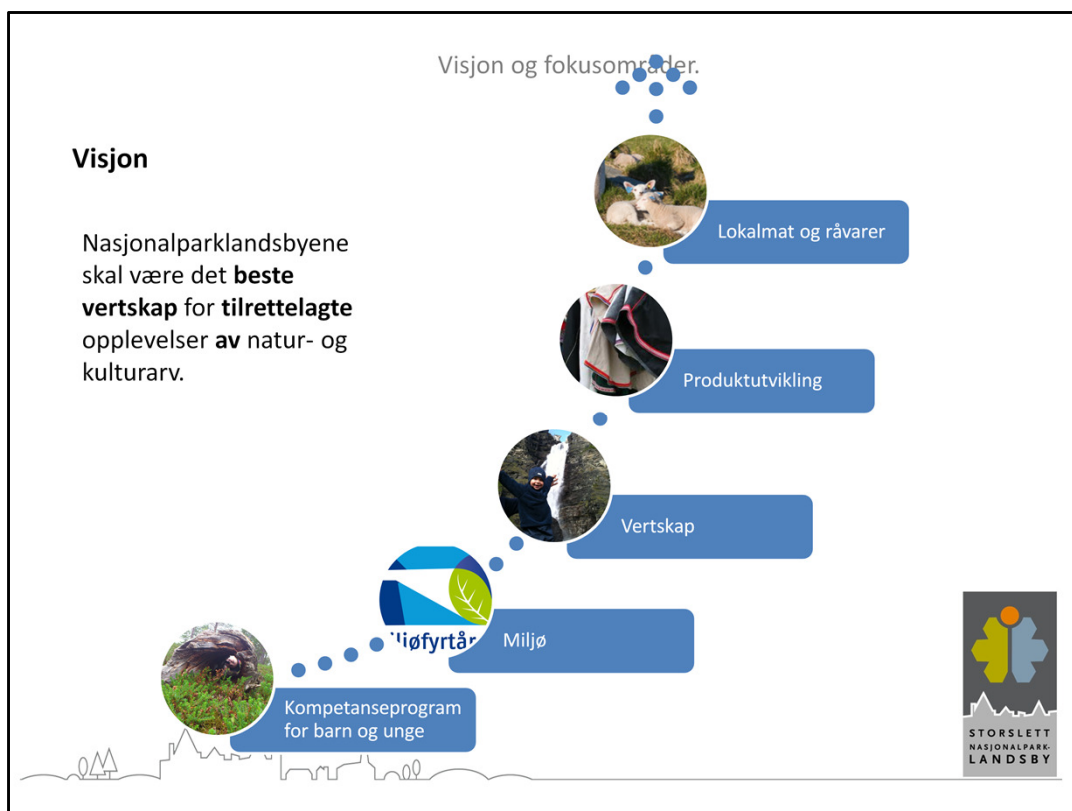 Visjon og fokusområder.
Visjon
Nasjonalparklandsbyene
skal være det beste
vertskap for tilrettelagte
opplevelser av natur- og
kulturarv.
Lokalmat og råvarer
Produktutvikling
Vertskap
iljøfyrtår
Miljø
Kompetanseprogram
for barn og unge
STORSLETT
NASJONALPARK-
LANDSBY